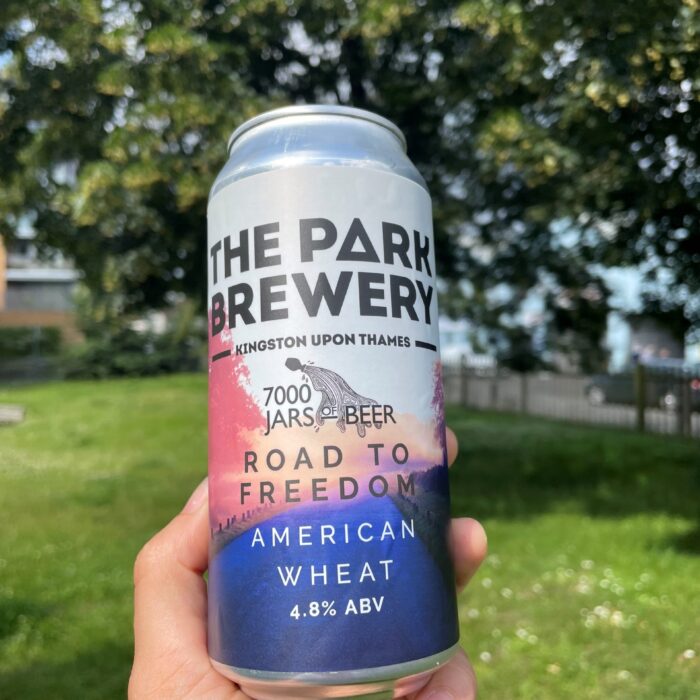 THE PARK
BREWERY
KINGSTON UPON THAMES
7000
JARS OF BEER
ROAD TO
FREEDOM
AMERICAN
WHEAT
4.8% ABV